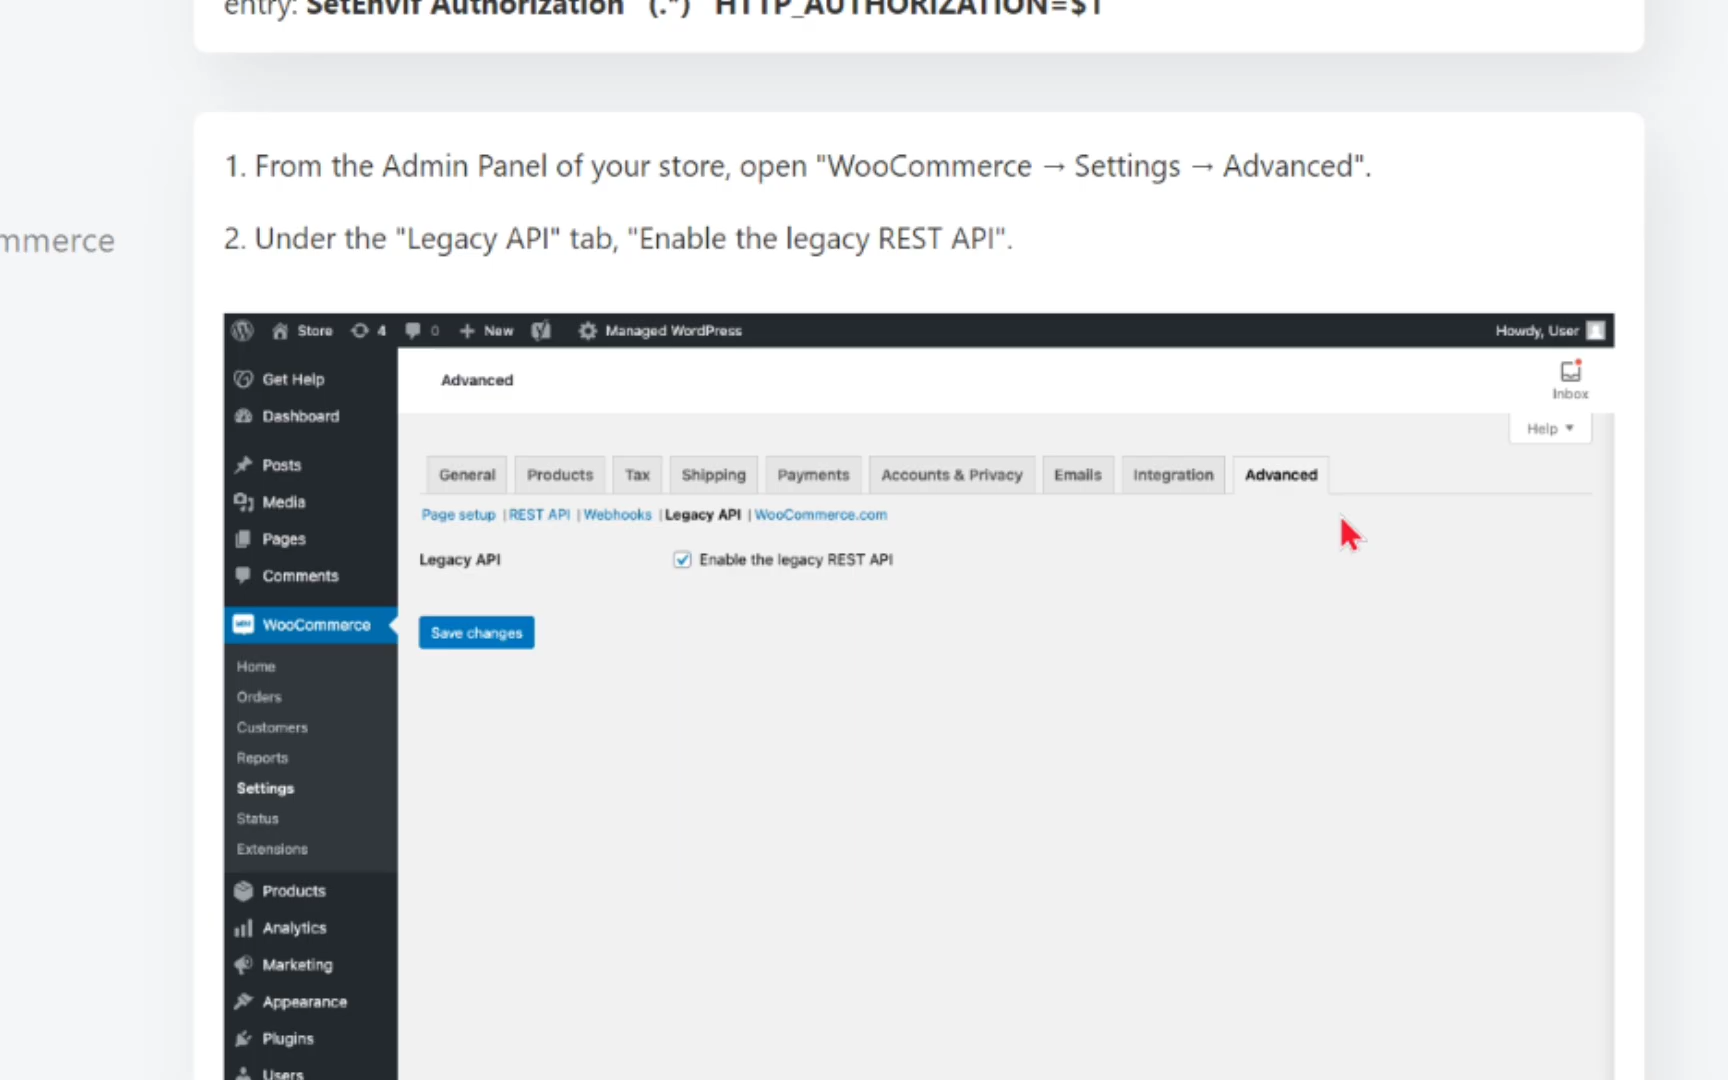 entry: SetEnvIf Authorization "(.*)" HTTP_AUTHORIZATION=$1
1. From the Admin Panel of your store, open "WooCommerce → Settings → Advanced".
mmerce
2. Under the "Legacy API" tab, "Enable the legacy REST API".
Store 4 0 + New Managed WordPress Howdy, User
Get Help
Advanced
Inbox
Dashboard
Help ▼
Posts
General Products Tax Shipping Payments Accounts & Privacy Emails Integration Advanced
Media
Page setup | REST API | Webhooks | Legacy API | WooCommerce.com
Pages
Legacy API Enable the legacy REST API
Comments
WooCommerce
Save changes
Home
Orders
Customers
Reports
Settings
Status
Extensions
Products
Analytics
Marketing
Appearance
Plugins
Users